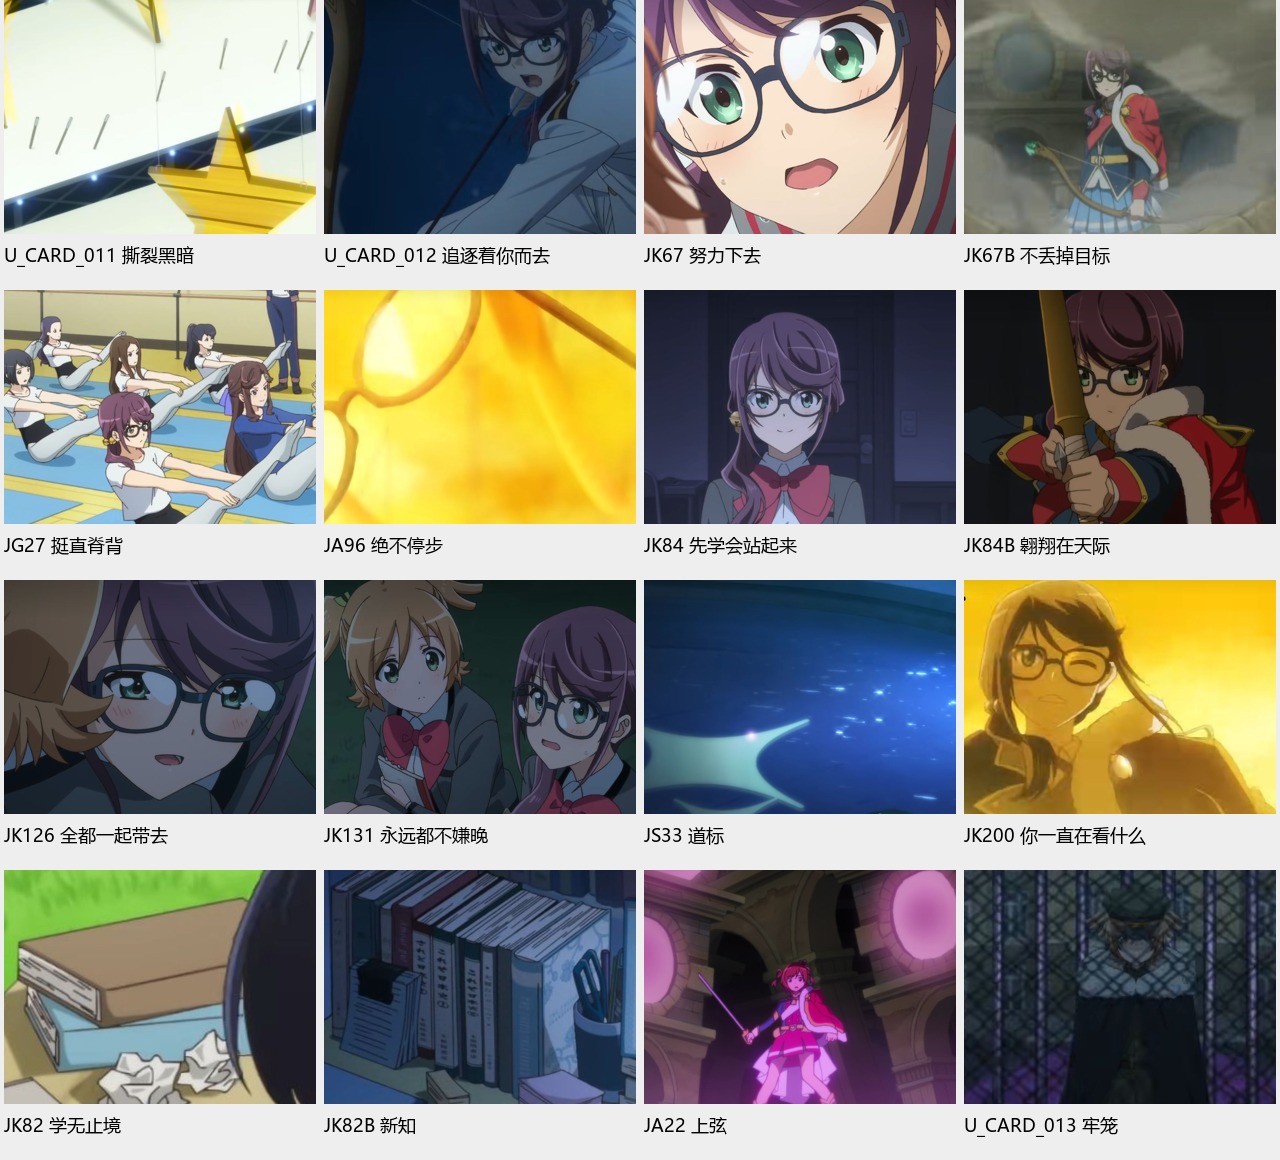 U_CARD_011 撕裂黑暗
U_CARD_012 追逐着你而去
JK67 努力下去
JK67B 不丢掉目标
JG27 挺直脊背
JA96 绝不停步
JK84 先学会站起来
JK84B 翱翔在天际
JK126 全都一起带去
JK131 永远都不嫌晚
JS33 道标
JK200 你一直在看什么
JK82 学无止境
JK82B 新知
JA22 上弦
U_CARD_013 牢笼